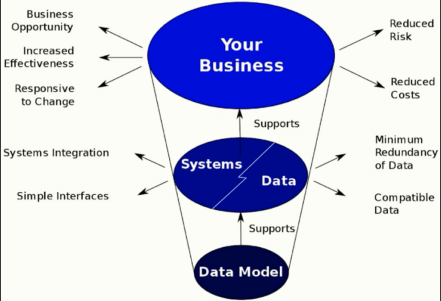 Business
Opportunity
Increased
Effectiveness
Responsive
to Change
Your
Business
Reduced
Risk
Reduced
Costs
Supports
Systems Integration
Simple Interfaces
Systems
Data
Minimum
Redundancy
of Data
Compatible
Data
Supports
Data Model